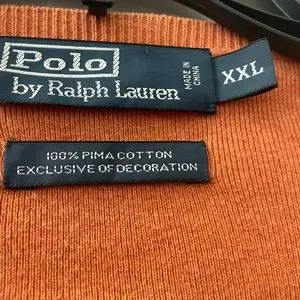 Polo
by Ralph Lauren
MADE IN
CHINA
XXL
100% PIMA COTTON
EXCLUSIVE OF DECORATION